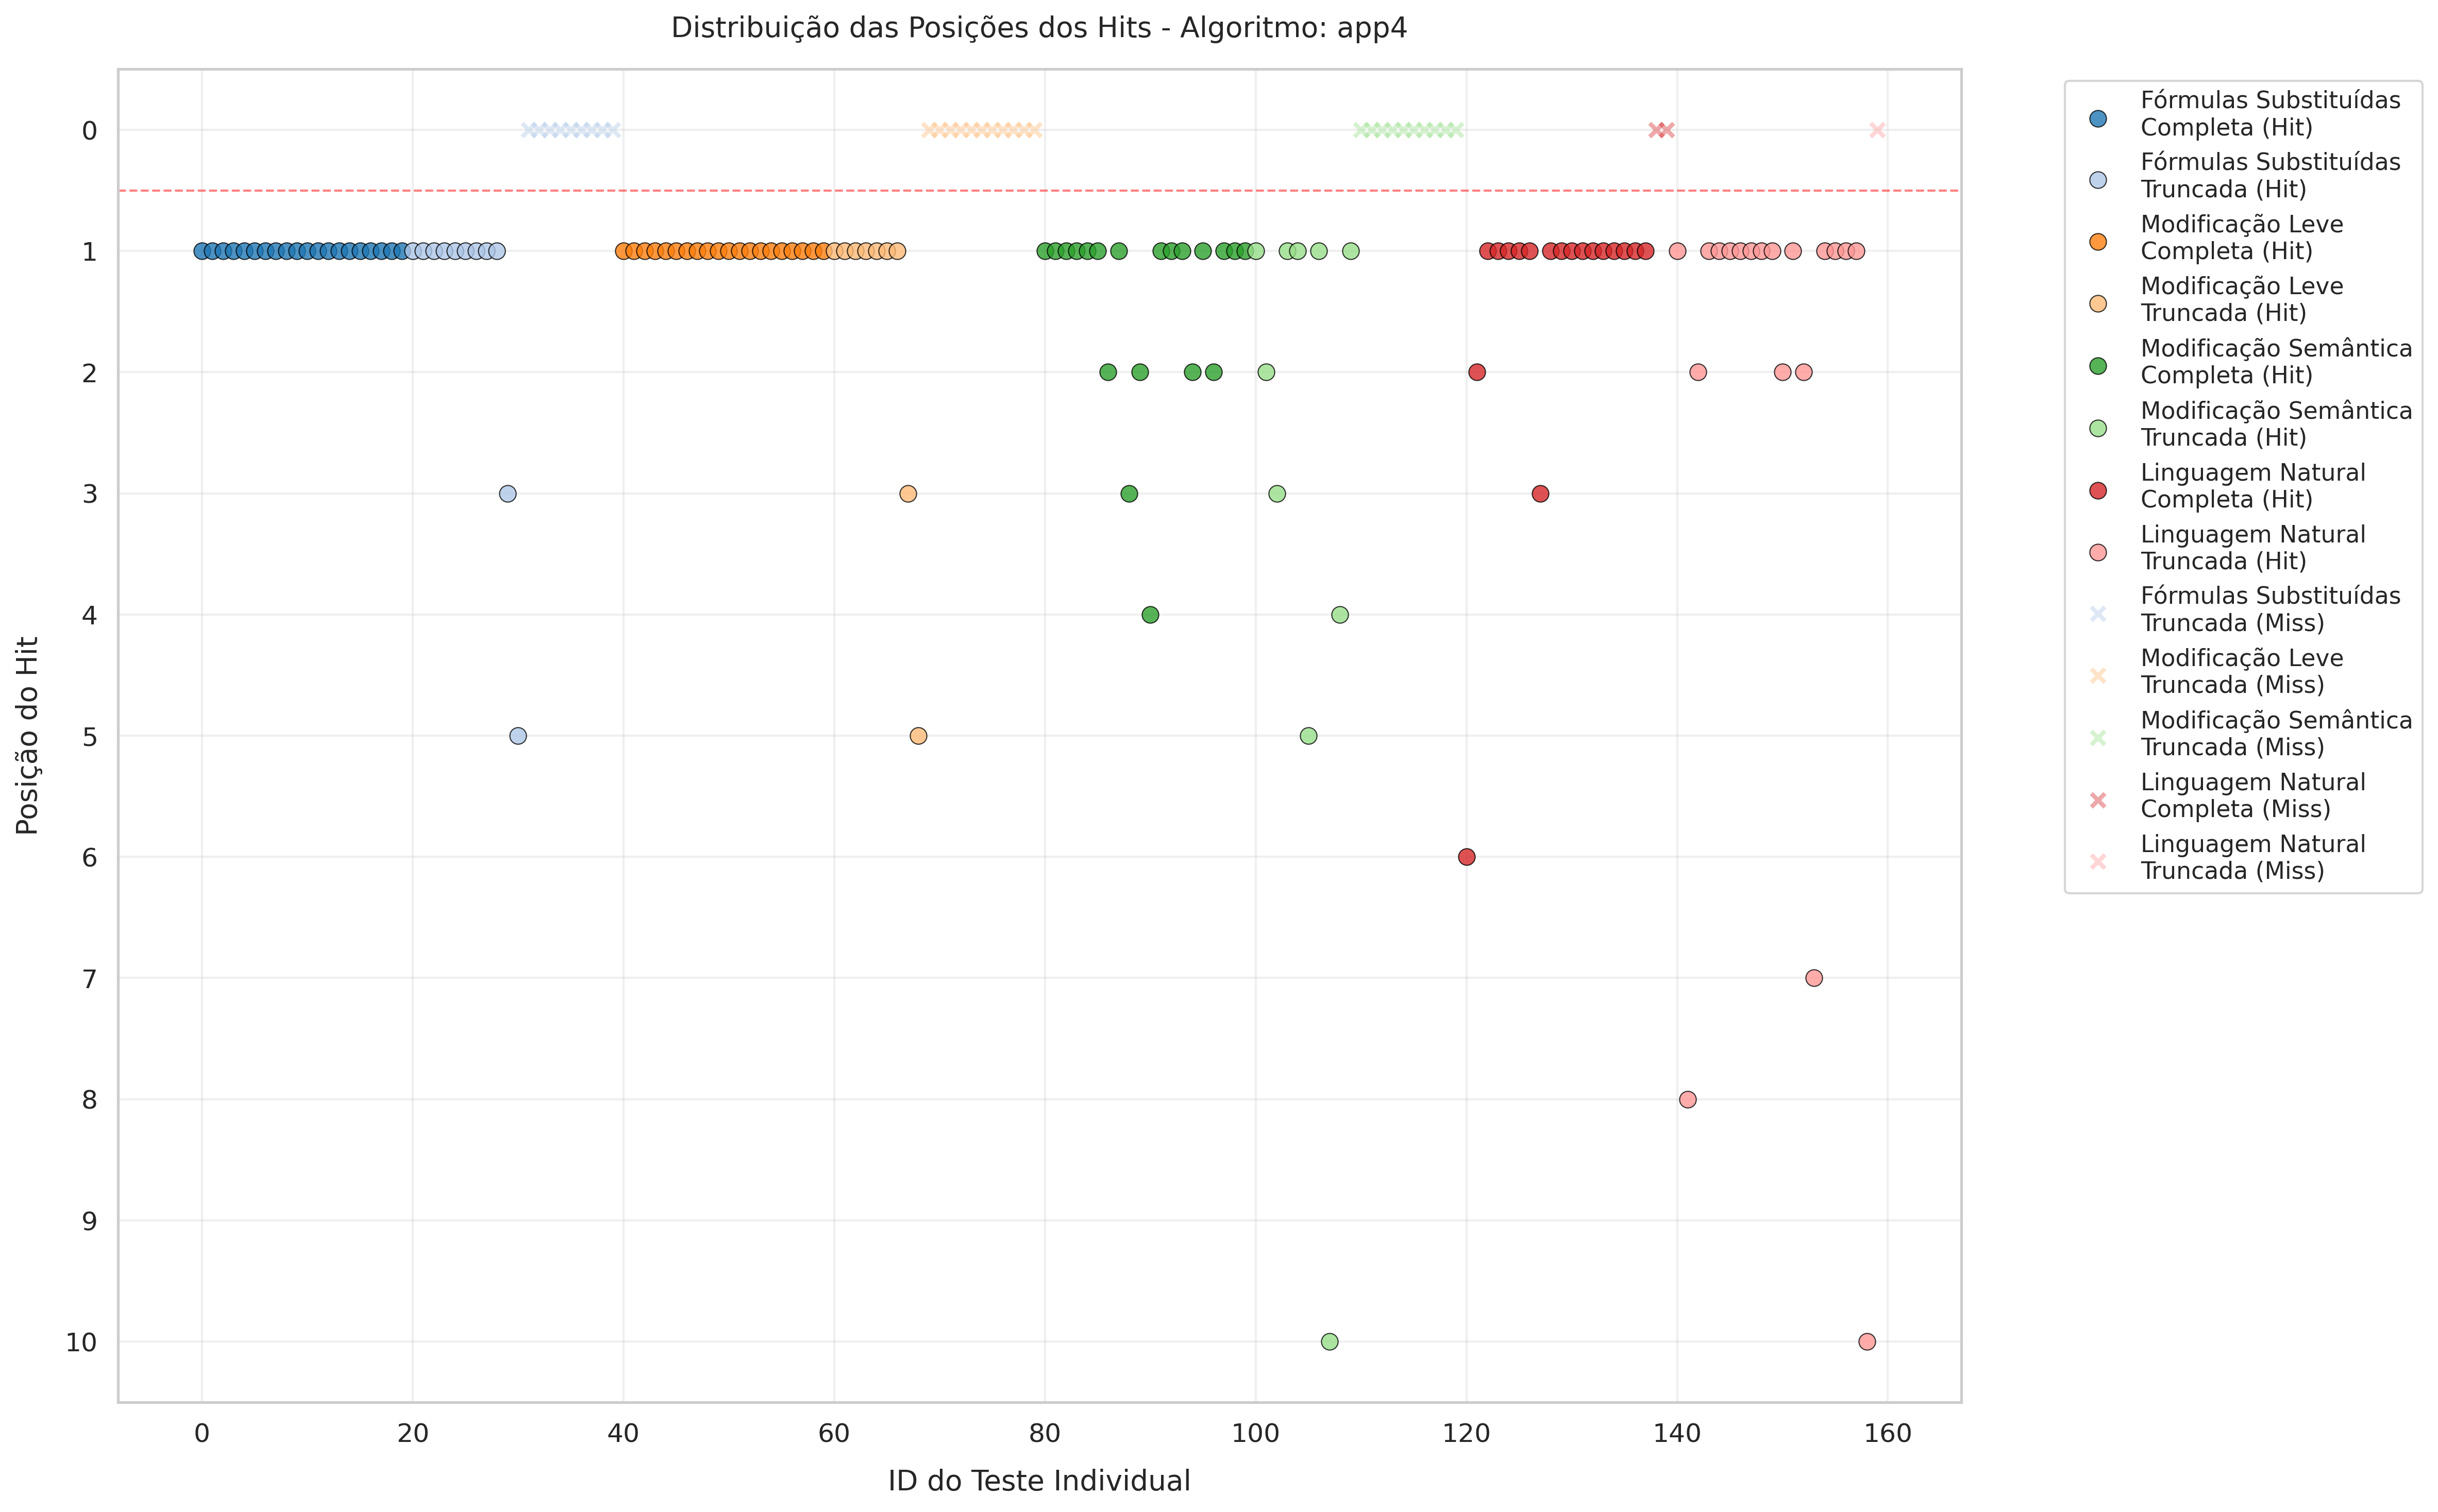 Distribuição das Posições dos Hits - Algoritmo: app4
Posição do Hit
0
1
2
3
4
5
6
7
8
9
10
0
20
40
60
80
100
120
140
160
ID do Teste Individual
Fórmulas Substituídas
Completa (Hit)
Fórmulas Substituídas
Truncada (Hit)
Modificação Leve
Completa (Hit)
Modificação Leve
Truncada (Hit)
Modificação Semântica
Completa (Hit)
Modificação Semântica
Truncada (Hit)
Linguagem Natural
Completa (Hit)
Linguagem Natural
Truncada (Hit)
Fórmulas Substituídas
Truncada (Miss)
Modificação Leve
Truncada (Miss)
Modificação Semântica
Truncada (Miss)
Linguagem Natural
Completa (Miss)
Linguagem Natural
Truncada (Miss)